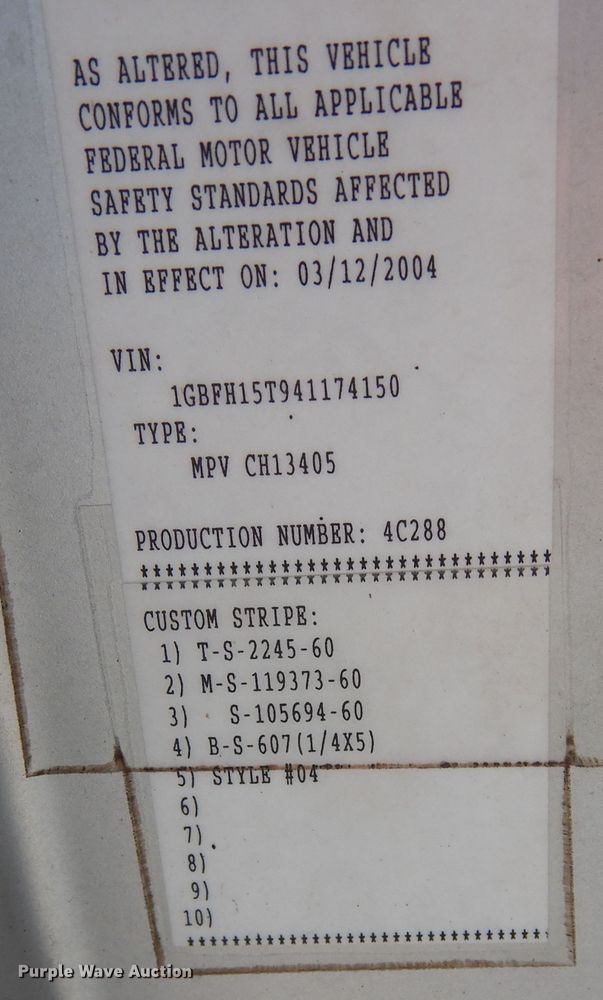 AS ALTERED, THIS VEHICLE
CONFORMS TO ALL APPLICABLE
FEDERAL MOTOR VEHICLE
SAFETY STANDARDS AFFECTED
BY THE ALTERATION AND
IN EFFECT ON: 03/12/2004
VIN:
1GBFH15T941174150
TYPE:
MPV CH13405
PRODUCTION NUMBER: 4C288
*******************************
*******************************
CUSTOM STRIPE:
1) T-S-2245-60
2) M-S-119373-60
3) S-105694-60
4) B-S-607(1/4X5)
5) STYLE #04
6)
7)
8)
9)
10)
*******************************
Purple Wave Auction